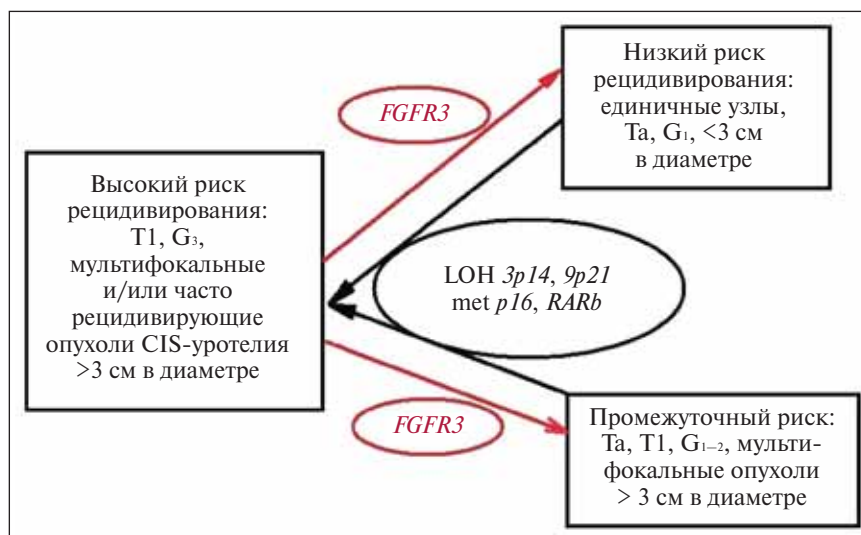 Высокий риск
рецидивирования:
T1, G₃,
мультифокальные
и/или часто
рецидивирующие
опухоли CIS-уротелия
>3 см в диаметре
FGFR3
Низкий риск
рецидивирования:
единичные узлы,
Ta, G₁, <3 см
в диаметре
LOH 3p14, 9p21
met p16, RARb
FGFR3
Промежуточный риск:
Ta, T1, G₁₋₂, мульти-
фокальные опухоли
> 3 см в диаметре